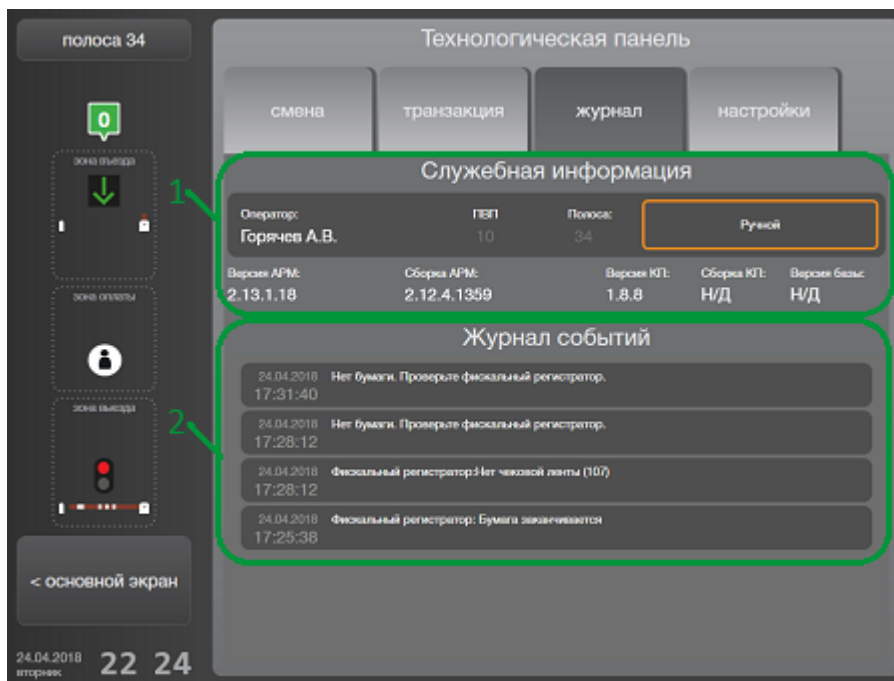 полоса 34
0
зона въезда
зона оплаты
зона выезда
< основной экран
24.04.2018
вторник
22 24
Технологическая панель
смена
транзакция
журнал
настройки
1
Служебная информация
Оператор:
Горячев А.В.
ПВП
10
Полоса:
34
Ручной
Версия АРМ:
2.13.1.18
Сборка АРМ:
2.12.4.1359
Версия КП:
1.8.8
Сборка КП:
Н/Д
Версия базы:
Н/Д
2
Журнал событий
24.04.2018 Нет бумаги. Проверьте фискальный регистратор.
17:31:40
24.04.2018 Нет бумаги. Проверьте фискальный регистратор.
17:28:12
24.04.2018 Фискальный регистратор:Нет чековой ленты (107)
17:28:12
24.04.2018 Фискальный регистратор: Бумага заканчивается
17:25:38